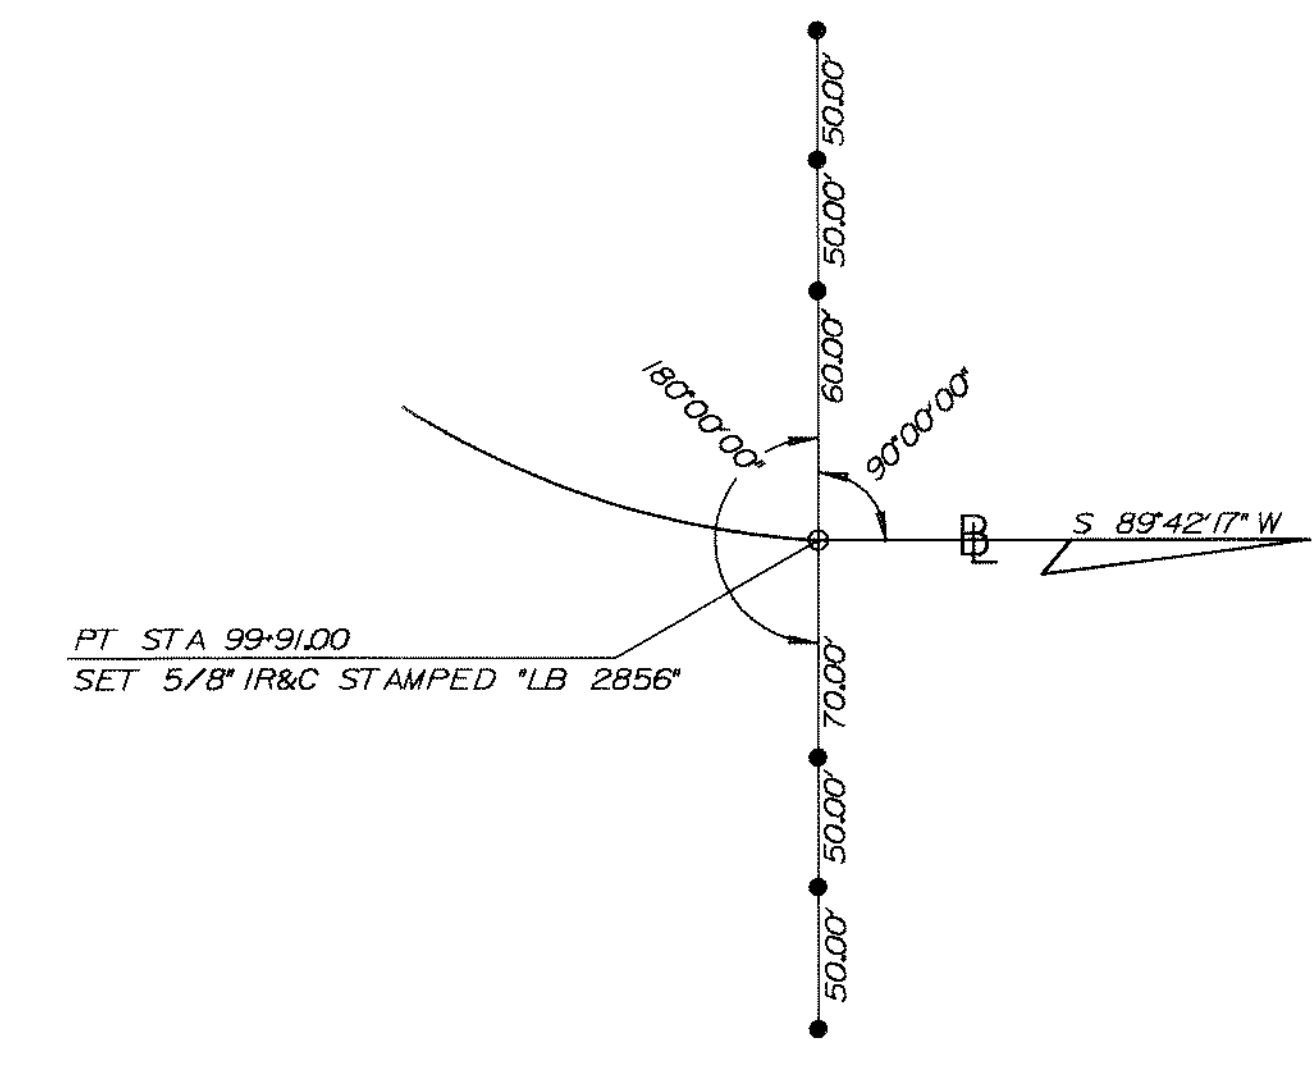 50.00'
50.00'
60.00'
180°00'00"
90°00'00"
BL
S 89°42'17" W
PT STA 99+91.00
SET 5/8" IR&C STAMPED "LB 2856"
70.00'
50.00'
50.00'